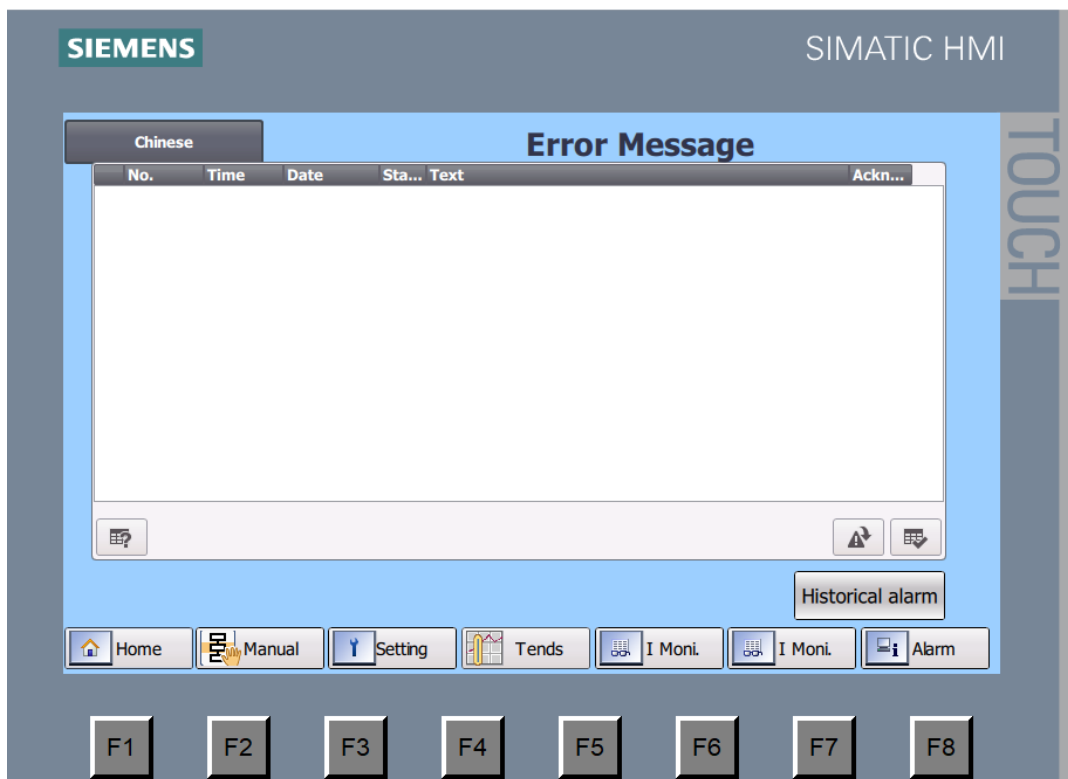 SIEMENS
SIMATIC HMI
TOUCH
Chinese
Error Message
No. Time Date Sta... Text Ackn...
Historical alarm
Home Manual Setting Tends I Moni. I Moni. Alarm
F1 F2 F3 F4 F5 F6 F7 F8